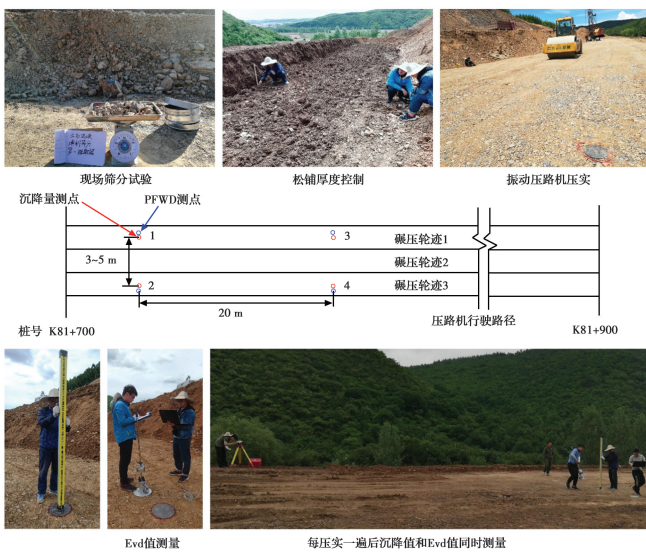 现场筛分试验
松铺厚度控制
振动压路机压实
沉降量测点
PFWD测点
1
3
碾压轮迹1
3~5 m
碾压轮迹2
2
4
碾压轮迹3
20 m
压路机行驶路径
桩号 K81+700
K81+900
Evd值测量
每压实一遍后沉降值和Evd值同时测量